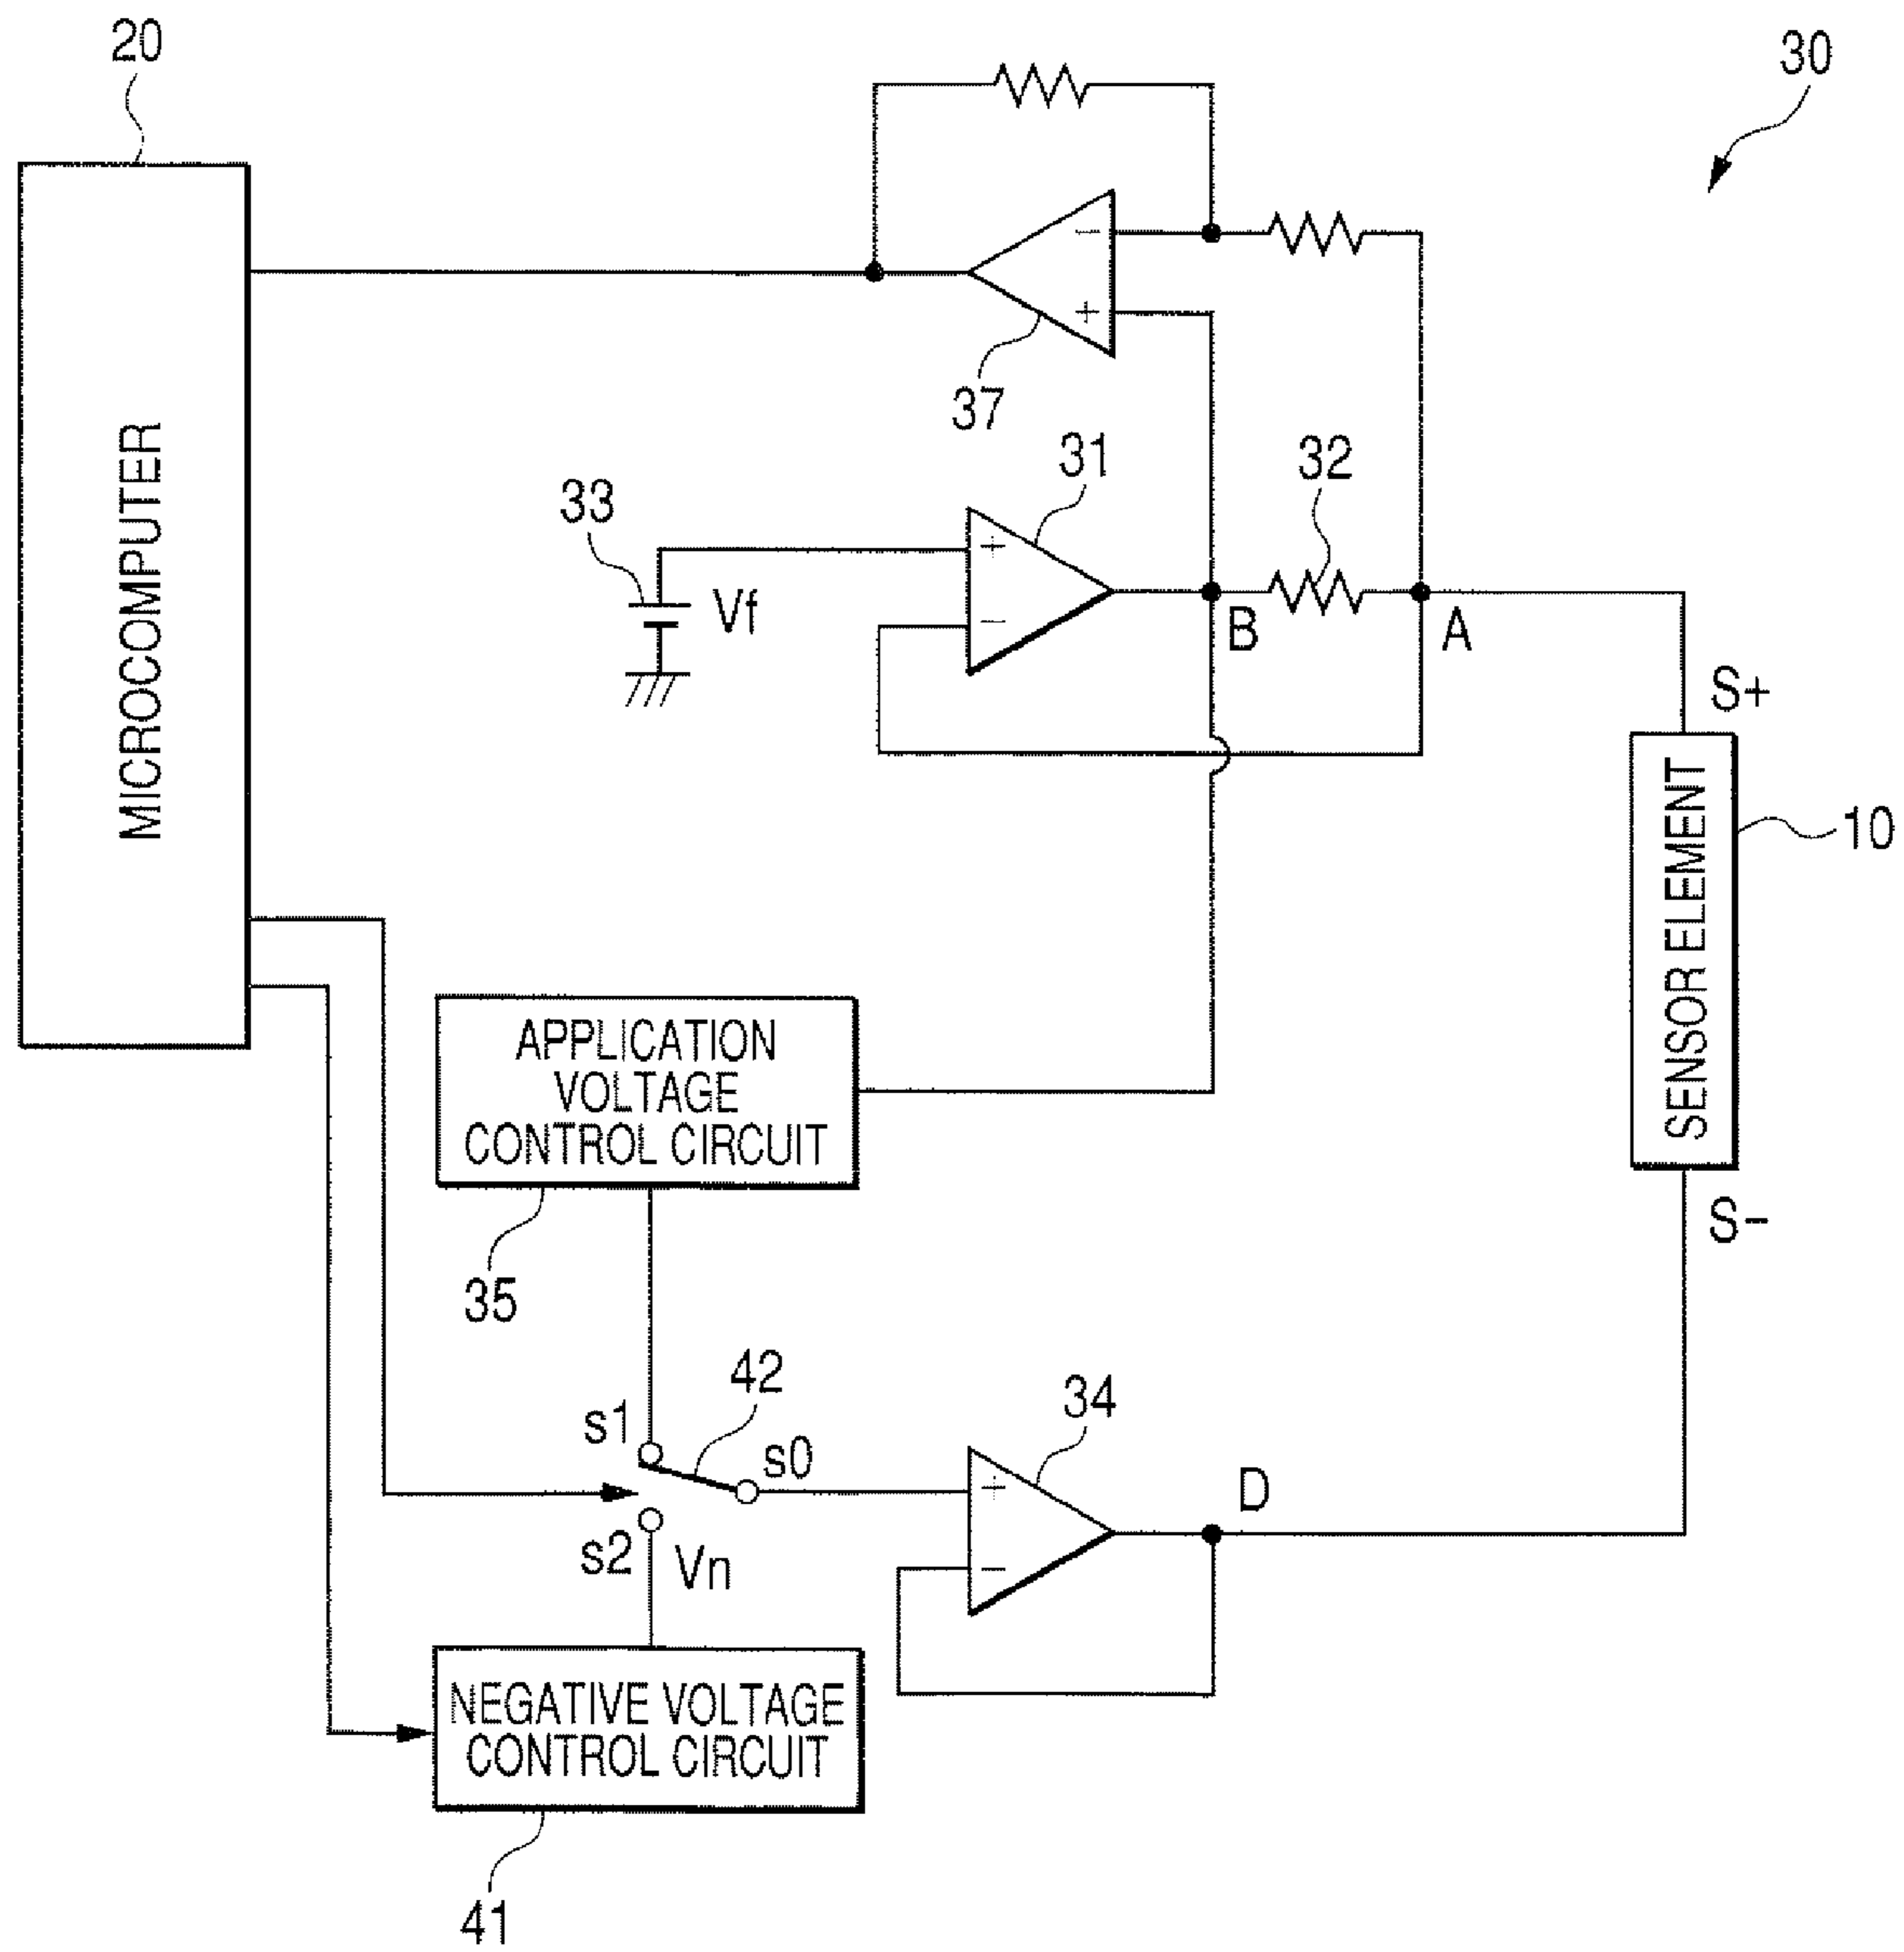 20
30
MICROCOMPUTER
−
+
37
31
32
33
Vf
+
−
B
A
S+
SENSOR ELEMENT
10
S−
APPLICATION
VOLTAGE
CONTROL CIRCUIT
35
42
34
s1
s0
s2
Vn
+
−
D
NEGATIVE VOLTAGE
CONTROL CIRCUIT
41